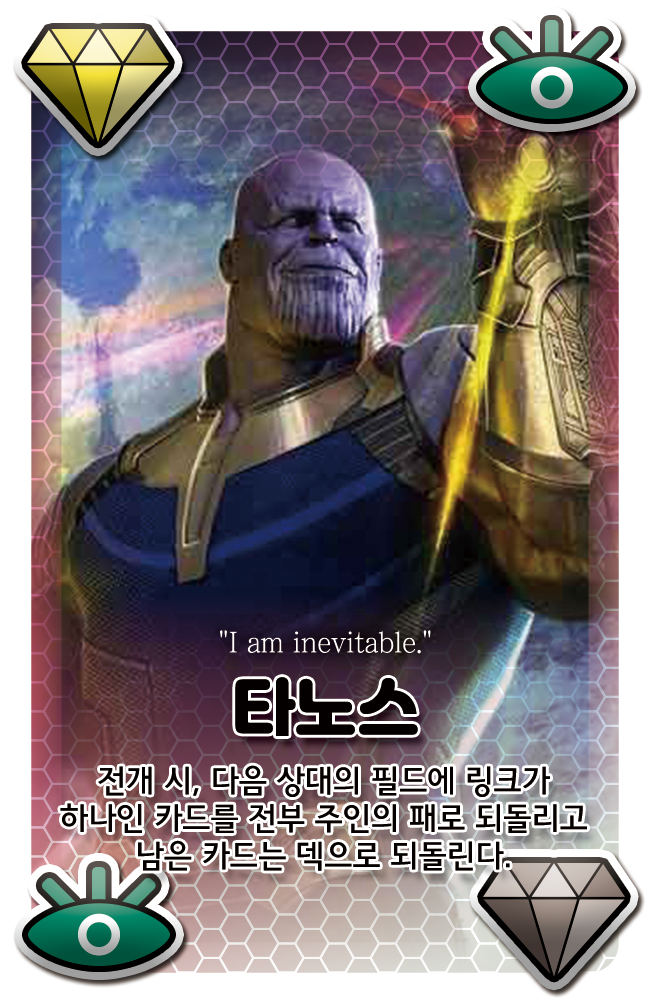 "I am inevitable."
타노스
전개 시, 다음 상대의 필드에 링크가
하나인 카드를 전부 주인의 패로 되돌리고
남은 카드는 덱으로 되돌린다.